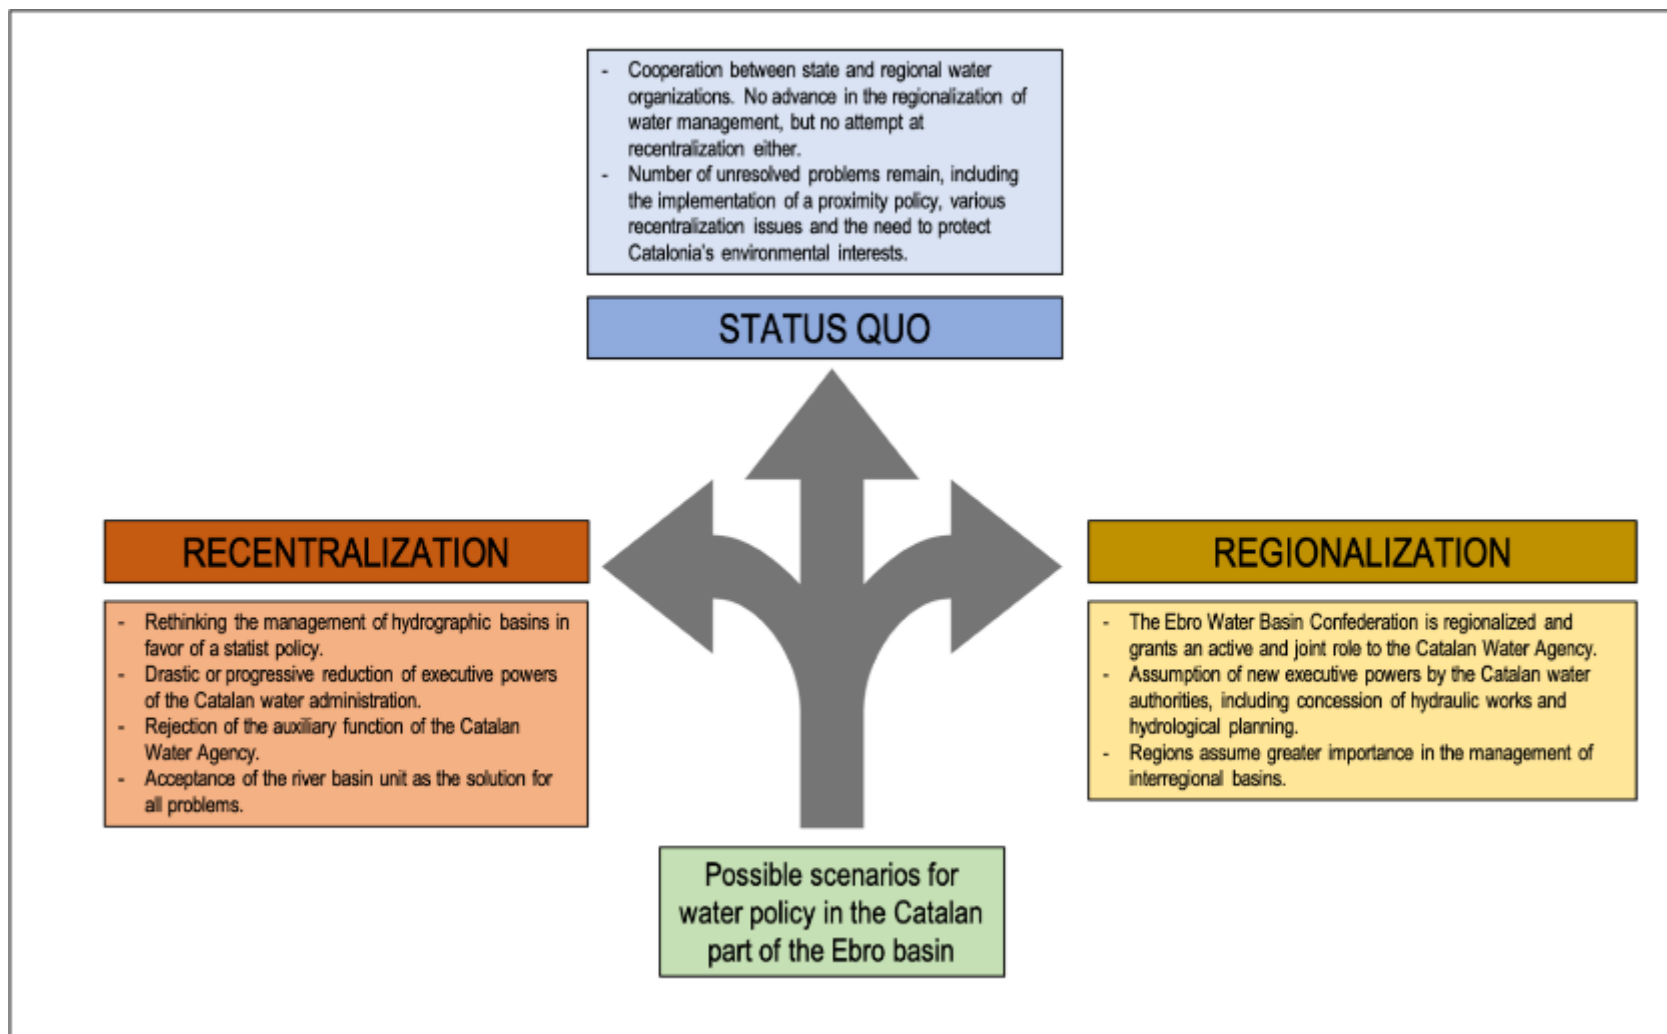 - Cooperation between state and regional water
organizations. No advance in the regionalization of
water management, but no attempt at
recentralization either.
- Number of unresolved problems remain, including
the implementation of a proximity policy, various
recentralization issues and the need to protect
Catalonia's environmental interests.
STATUS QUO
RECENTRALIZATION
- Rethinking the management of hydrographic basins in
favor of a statist policy.
- Drastic or progressive reduction of executive powers
of the Catalan water administration.
- Rejection of the auxiliary function of the Catalan
Water Agency.
- Acceptance of the river basin unit as the solution for
all problems.
REGIONALIZATION
- The Ebro Water Basin Confederation is regionalized and
grants an active and joint role to the Catalan Water Agency.
- Assumption of new executive powers by the Catalan water
authorities, including concession of hydraulic works and
hydrological planning.
- Regions assume greater importance in the management of
interregional basins.
Possible scenarios for
water policy in the Catalan
part of the Ebro basin